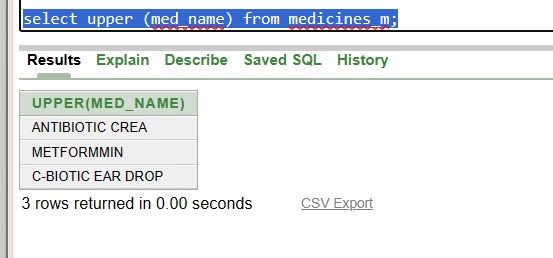 select upper (med_name) from medicines_m;
Results Explain Describe Saved SQL History
UPPER(MED_NAME)
ANTIBIOTIC CREA
METFORMMIN
C-BIOTIC EAR DROP
3 rows returned in 0.00 seconds CSV Export